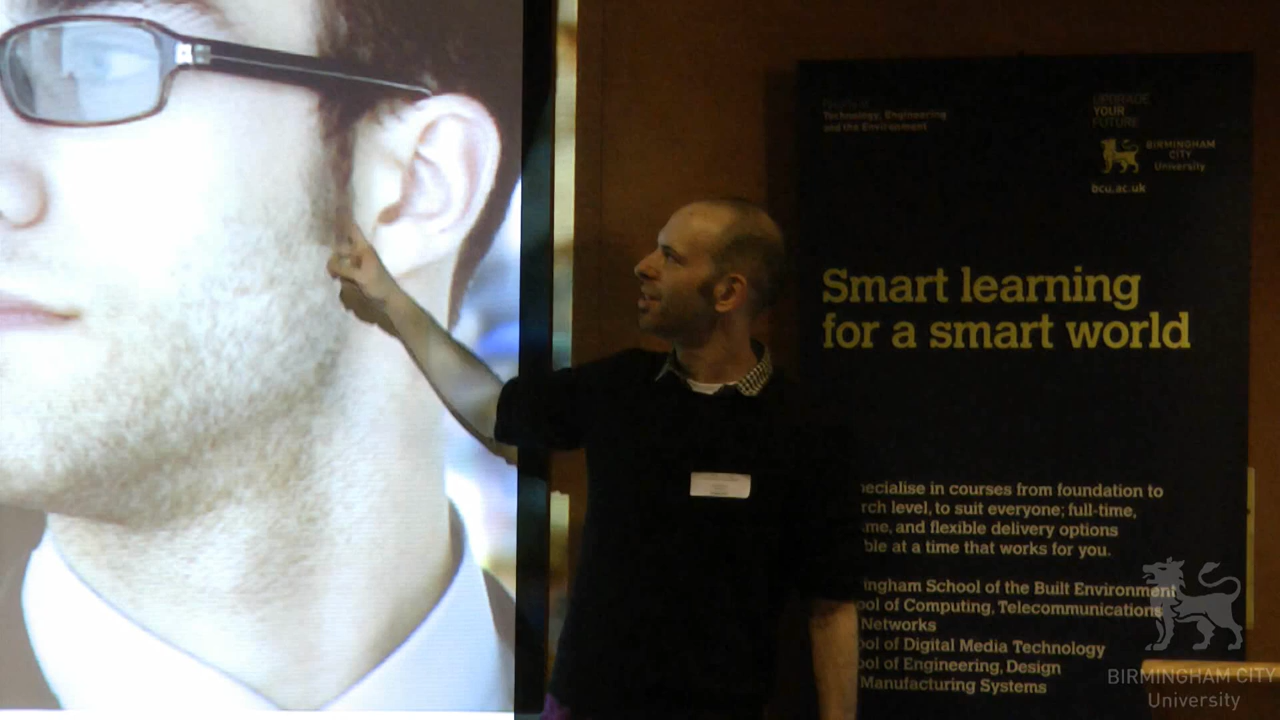 Faculty of
Technology, Engineering
and the Environment
UPGRADE
YOUR
FUTURE
BIRMINGHAM
CITY
University
bcu.ac.uk
Smart learning
for a smart world
ecialise in courses from foundation to
rch level, to suit everyone; full-time,
me, and flexible delivery options
ble at a time that works for you.
ingham School of the Built Environment
ool of Computing, Telecommunications
Networks
ool of Digital Media Technology
ool of Engineering, Design
Manufacturing Systems
BIRMINGHAM CITY
University